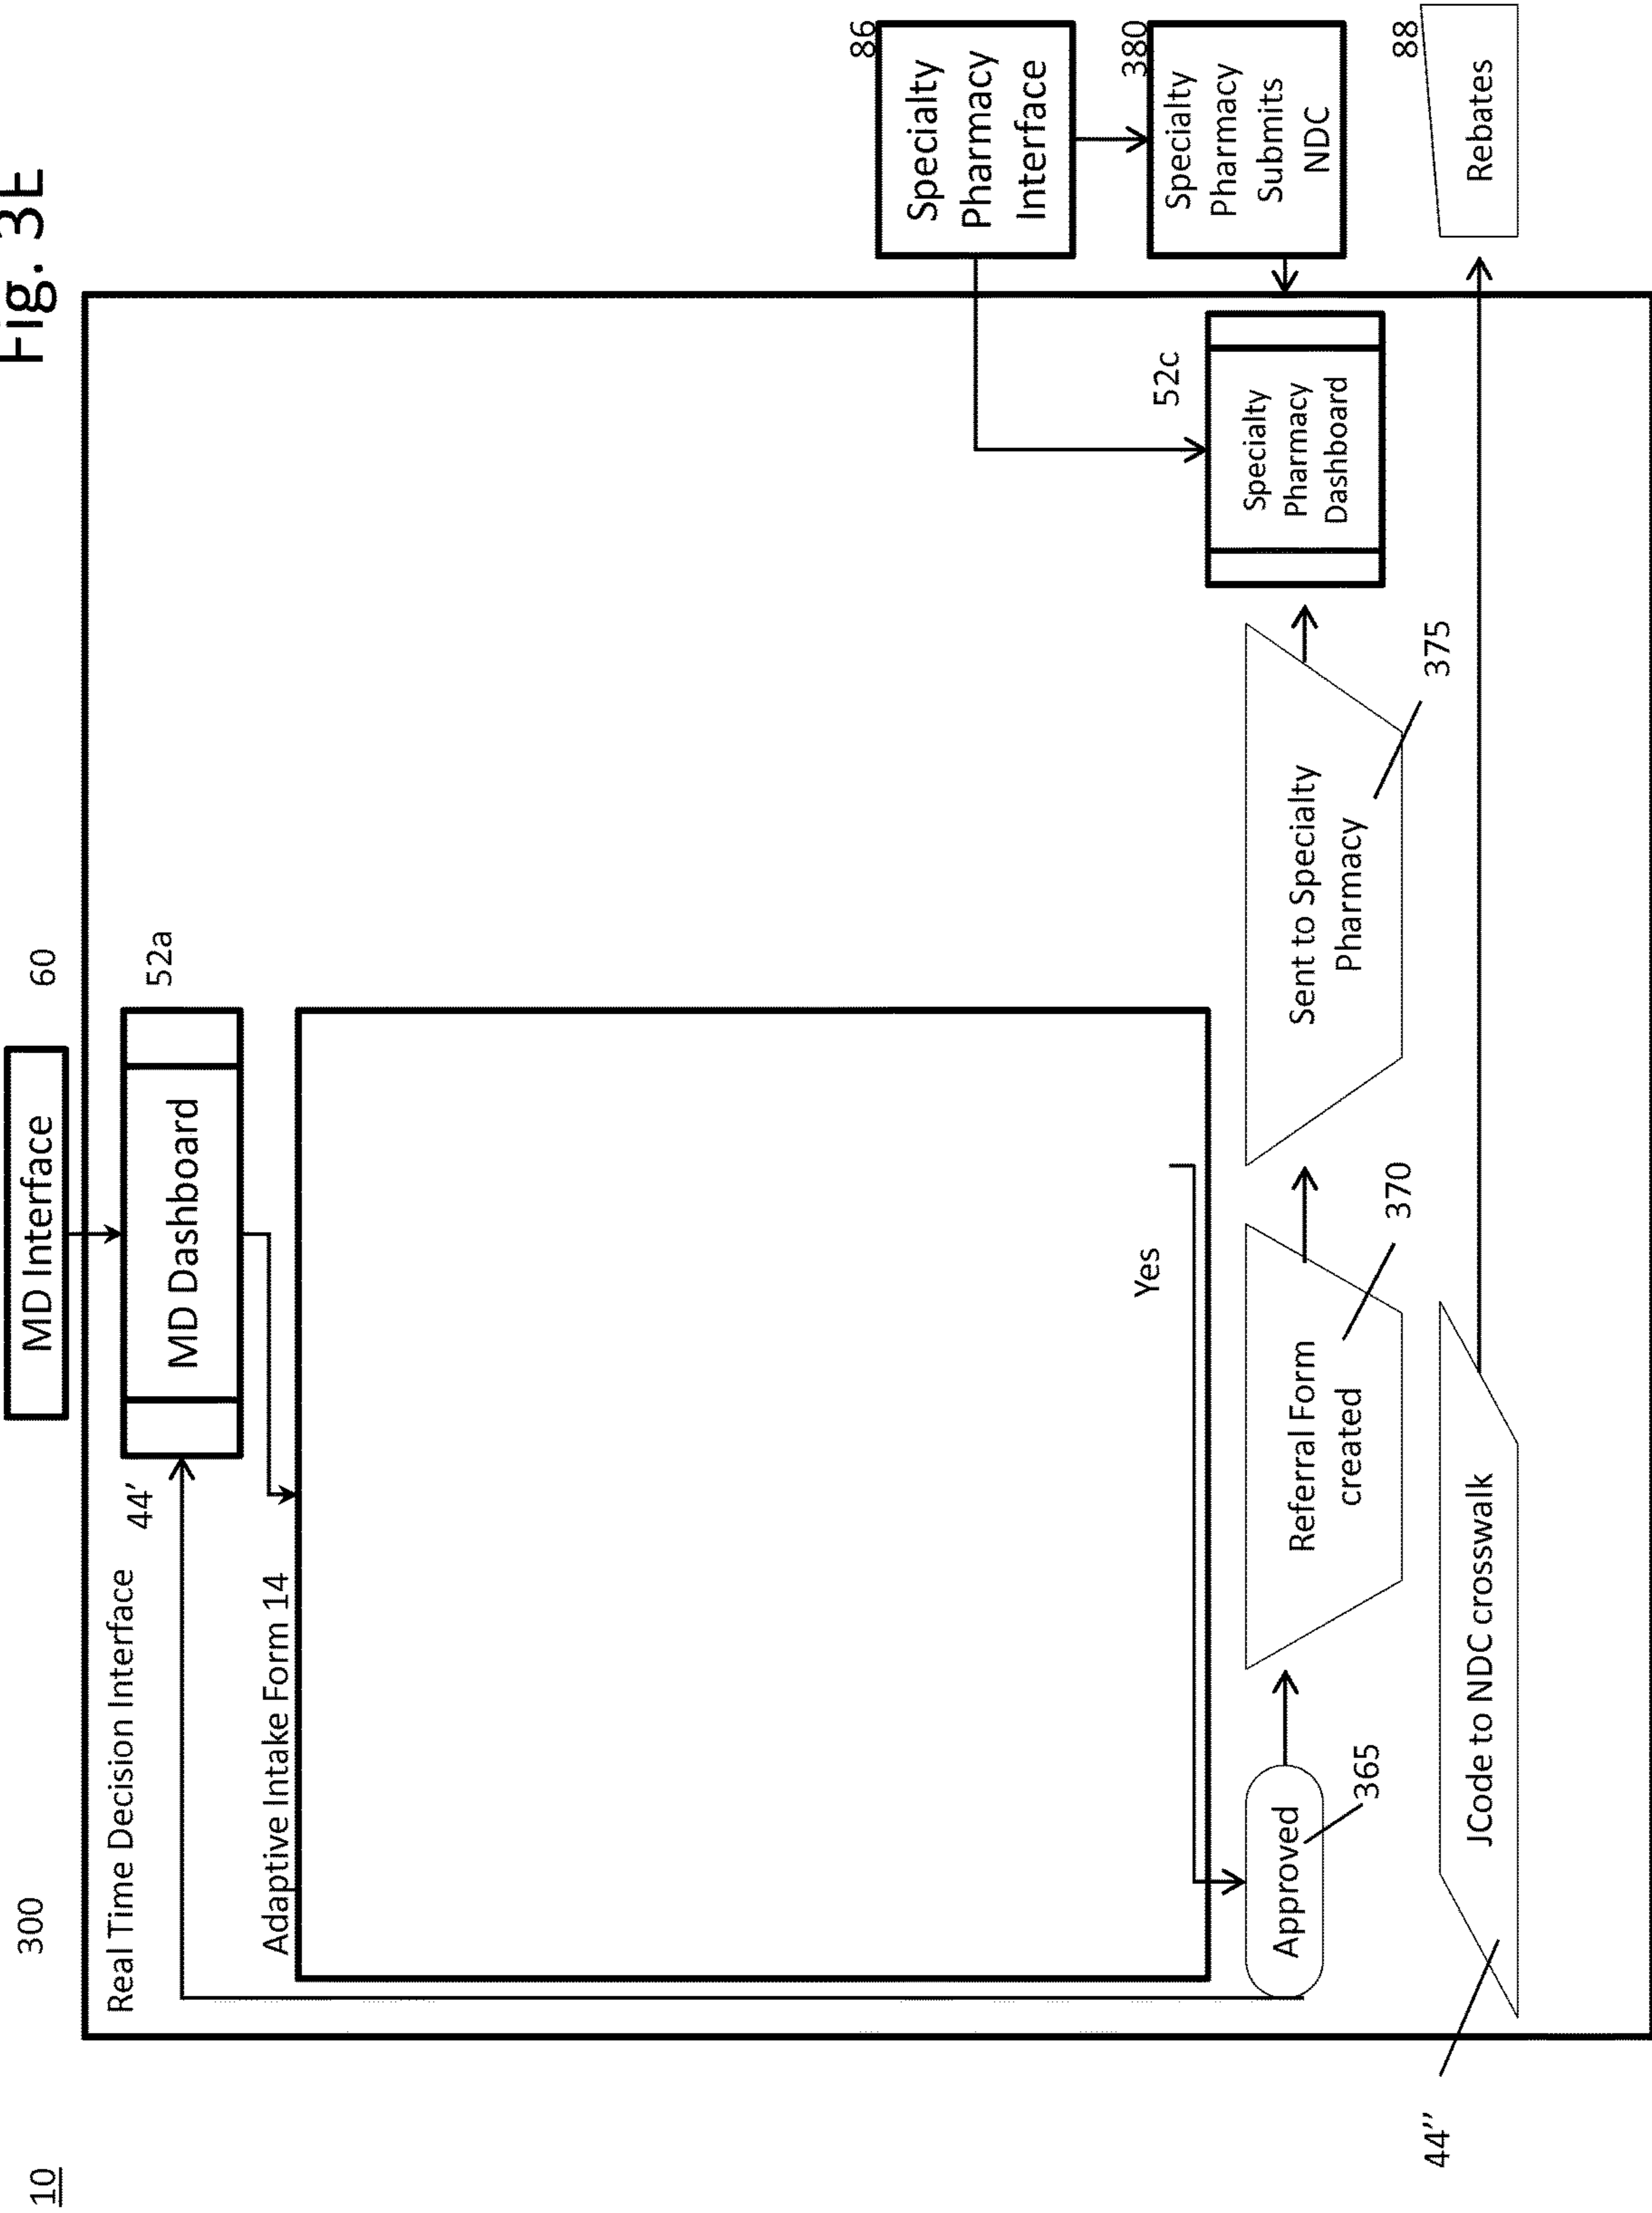 Fig. 3E
10
300
MD Interface
60
Real Time Decision Interface
44’
MD Dashboard
52a
Adaptive Intake Form 14
Yes
Approved
365
Referral Form
created
370
Sent to Specialty
Pharmacy
375
52c
Specialty
Pharmacy
Dashboard
86
Specialty
Pharmacy
Interface
380
Specialty
Pharmacy
Submits
NDC
44’’
JCode to NDC crosswalk
88
Rebates